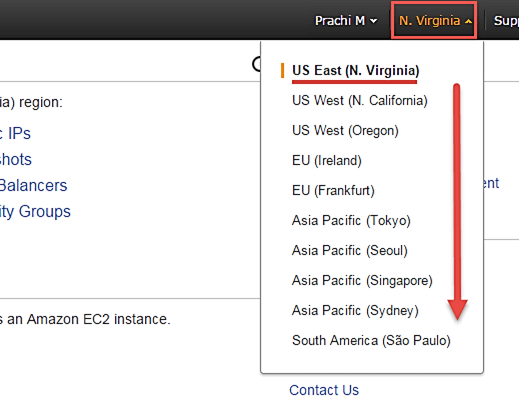 Prachi M N. Virginia Supp
US East (N. Virginia)
US West (N. California)
US West (Oregon)
EU (Ireland)
EU (Frankfurt)
Asia Pacific (Tokyo)
Asia Pacific (Seoul)
Asia Pacific (Singapore)
Asia Pacific (Sydney)
South America (São Paulo)
ia) region:
c IPs
shots
Balancers
ity Groups
ent
s an Amazon EC2 instance.
Contact Us